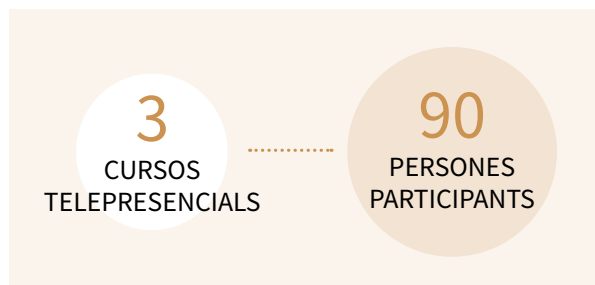 3
CURSOS
TELEPRESENCIALS
90
PERSONES
PARTICIPANTS